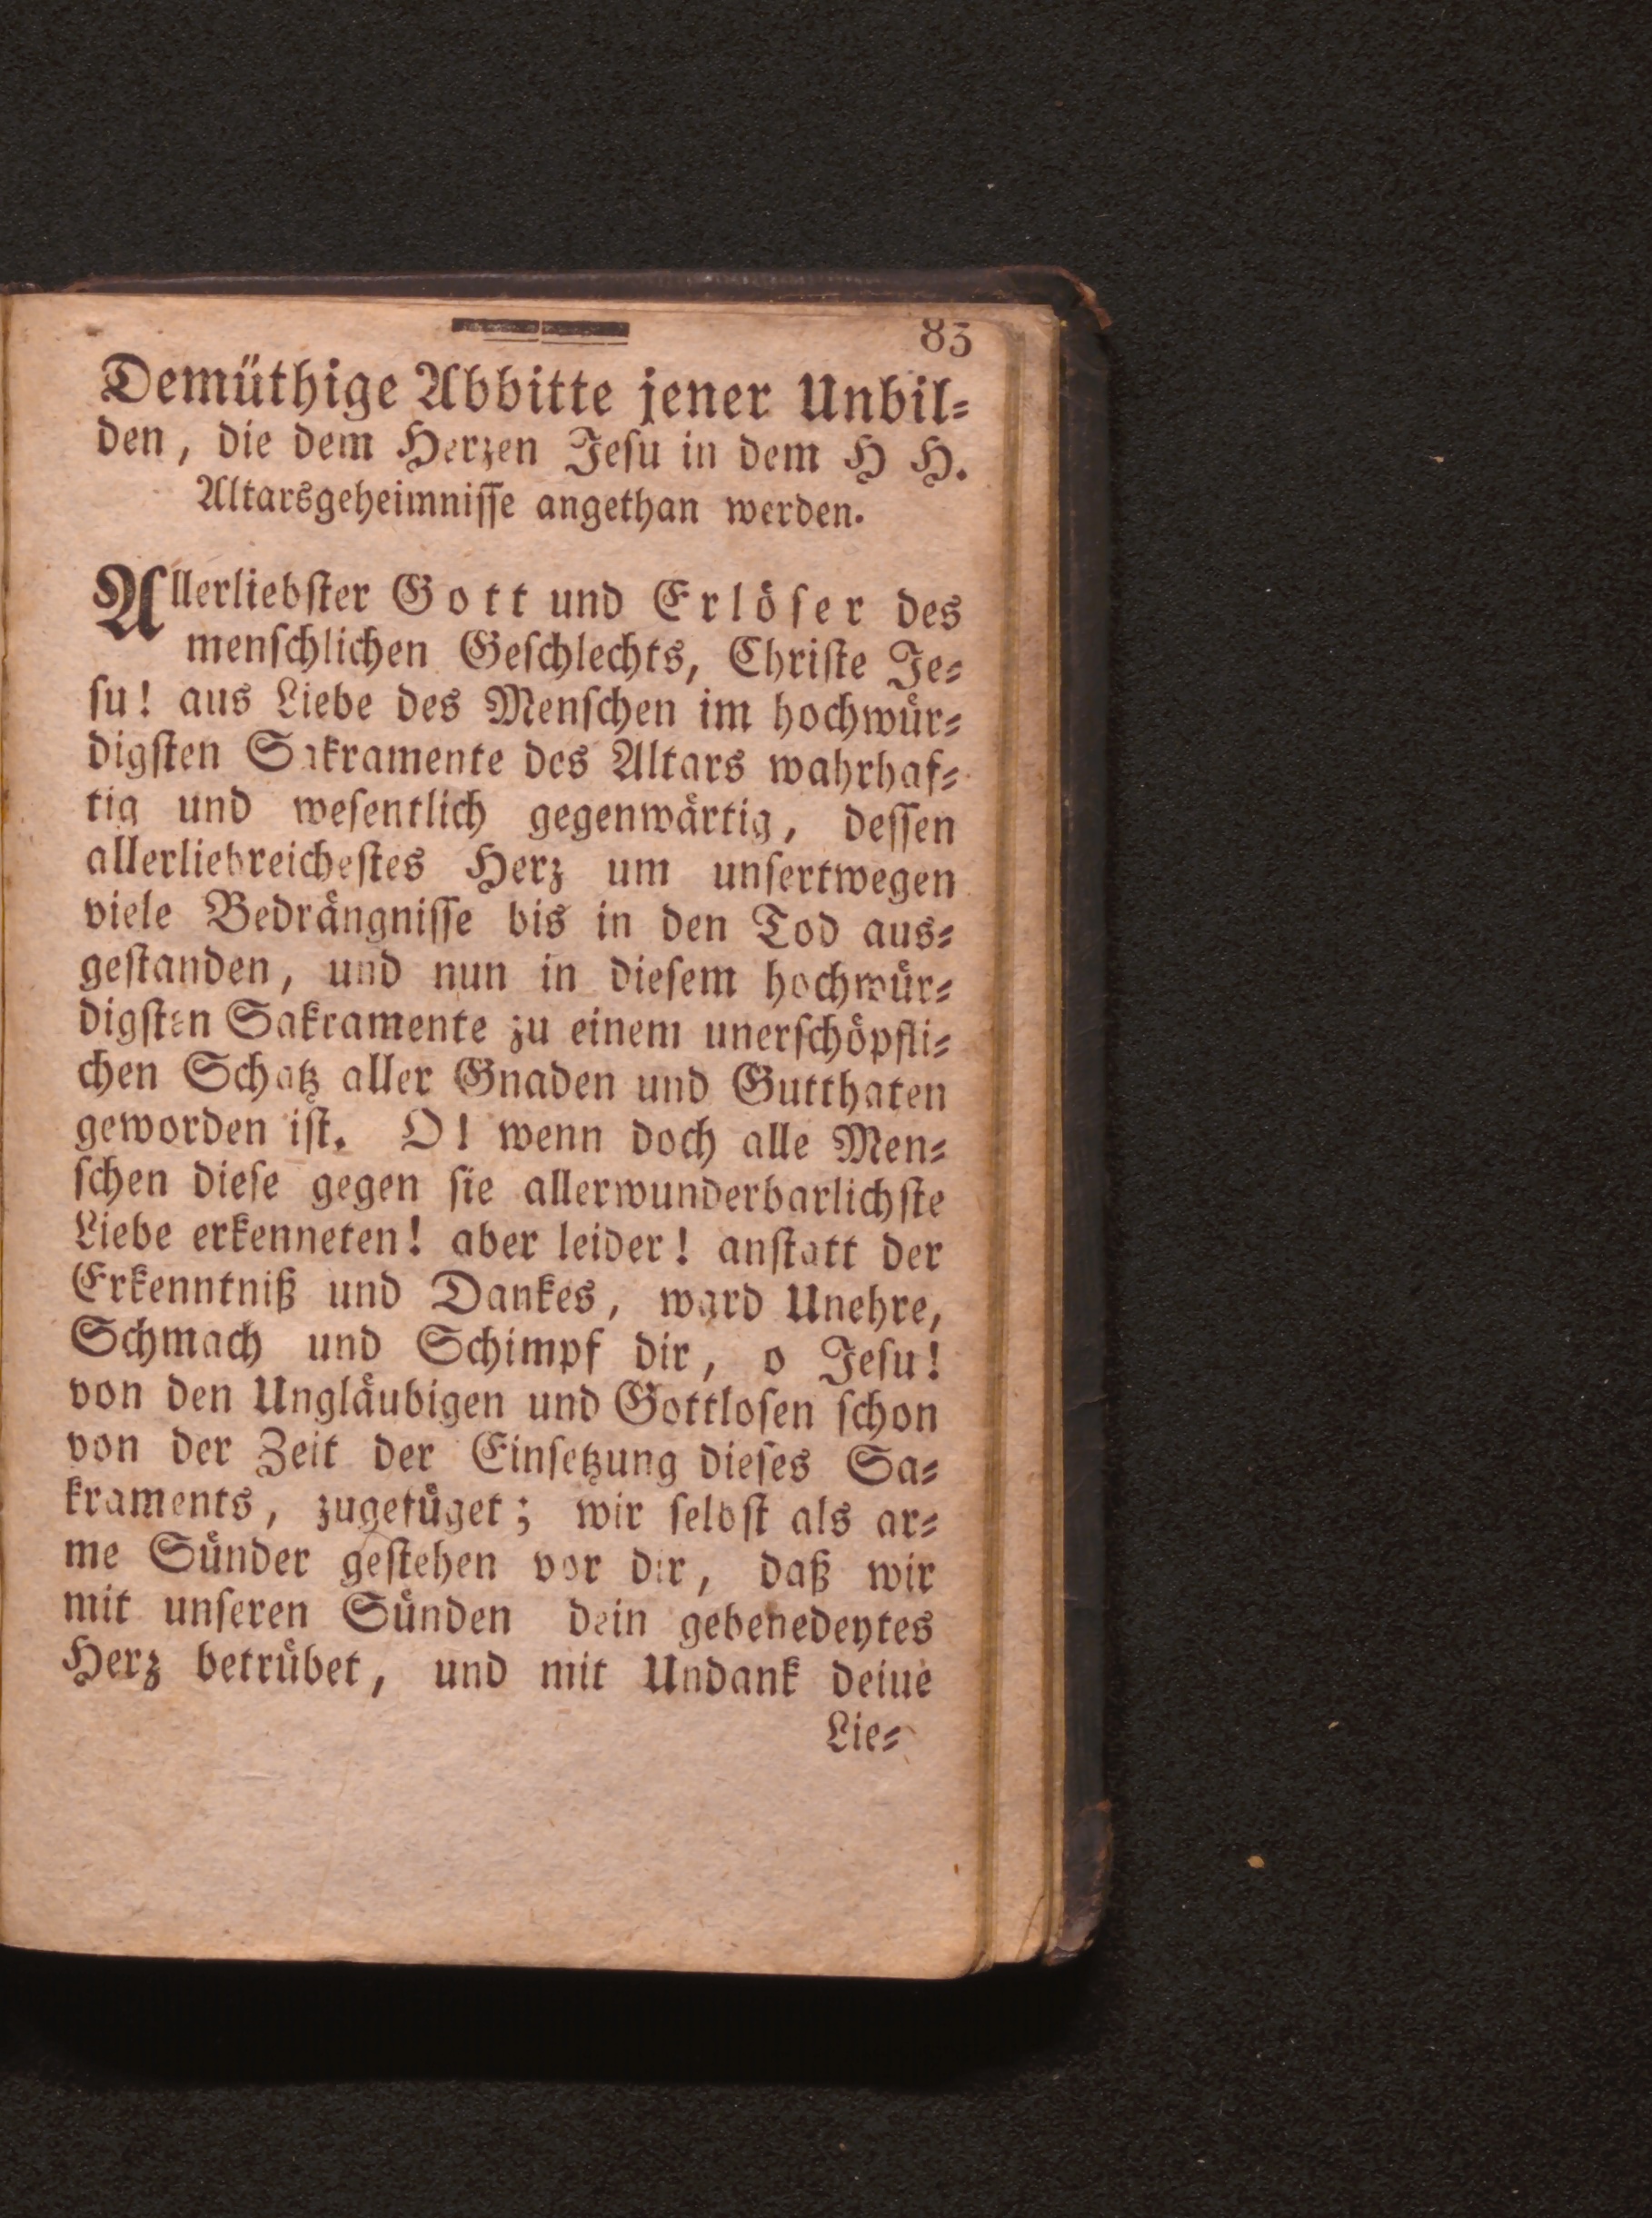 83
Demüthige Abbitte jener Unbil⸗
den, die dem Herzen Jeſu in dem H H.
Altarsgeheimniſſe angethan werden.
Allerliebſter Gott und Erlöſer des
menſchlichen Geſchlechts, Chriſte Je⸗
ſu! aus Liebe des Menſchen im hochwür⸗
digſten Sakramente des Altars wahrhaf⸗
tig und weſentlich gegenwärtig, deſſen
allerliebreicheſtes Herz um unſertwegen
viele Bedrängniſſe bis in den Tod aus⸗
geſtanden, und nun in dieſem hochwür⸗
digſten Sakramente zu einem unerſchöpfli⸗
chen Schatz aller Gnaden und Gutthaten
geworden iſt. O! wenn doch alle Men⸗
ſchen dieſe gegen ſie allerwunderbarlichſte
Liebe erkenneten! aber leider! anſtatt der
Erkenntniß und Dankes, ward Unehre,
Schmach und Schimpf dir, o Jeſu!
von den Ungläubigen und Gottloſen ſchon
von der Zeit der Einſetzung dieſes Sa⸗
kraments, zugefüget; wir ſelbſt als ar⸗
me Sünder geſtehen vor dir, daß wir
mit unſeren Sünden dein gebenedeytes
Herz betrübet, und mit Undank deiue
Lie⸗